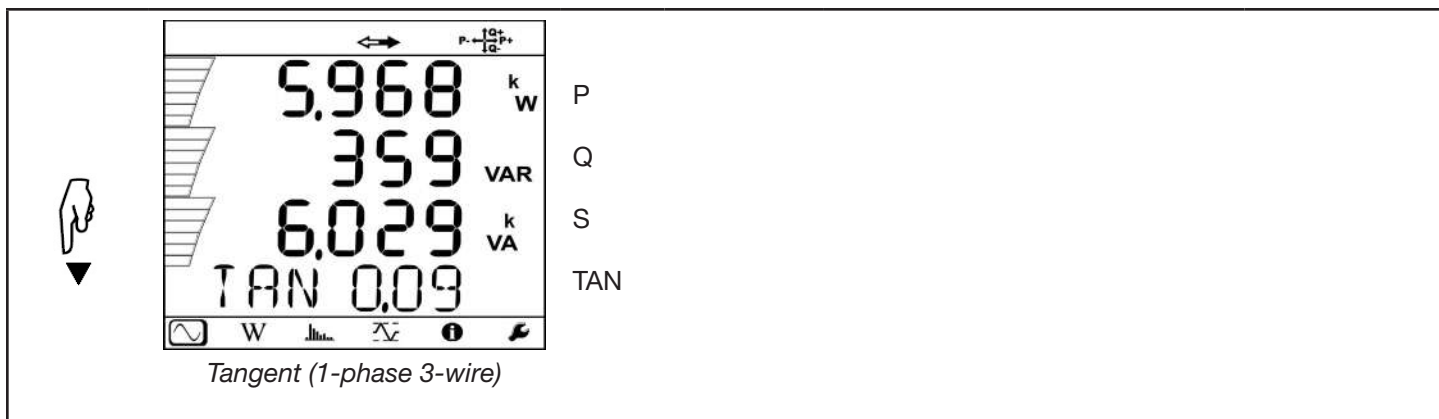 P- Q+ P+
Q-
5.968 k W P
359 VAR Q
6.029 k VA S
TAN 0.09 TAN
W
Tangent (1-phase 3-wire)